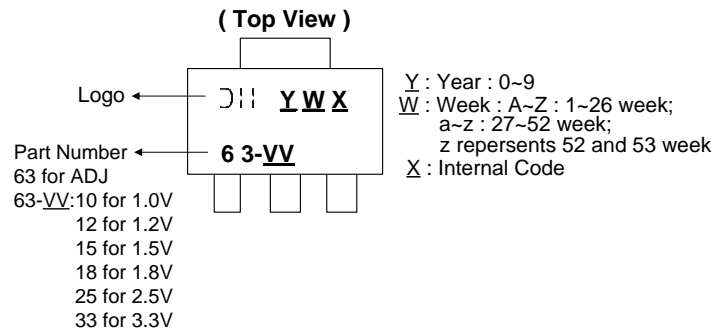 ( Top View )
Logo
Y W X
6 3-VV
Part Number
63 for ADJ
63-VV:10 for 1.0V
12 for 1.2V
15 for 1.5V
18 for 1.8V
25 for 2.5V
33 for 3.3V
Y : Year : 0~9
W : Week : A~Z : 1~26 week;
a~z : 27~52 week;
z repersents 52 and 53 week
X : Internal Code